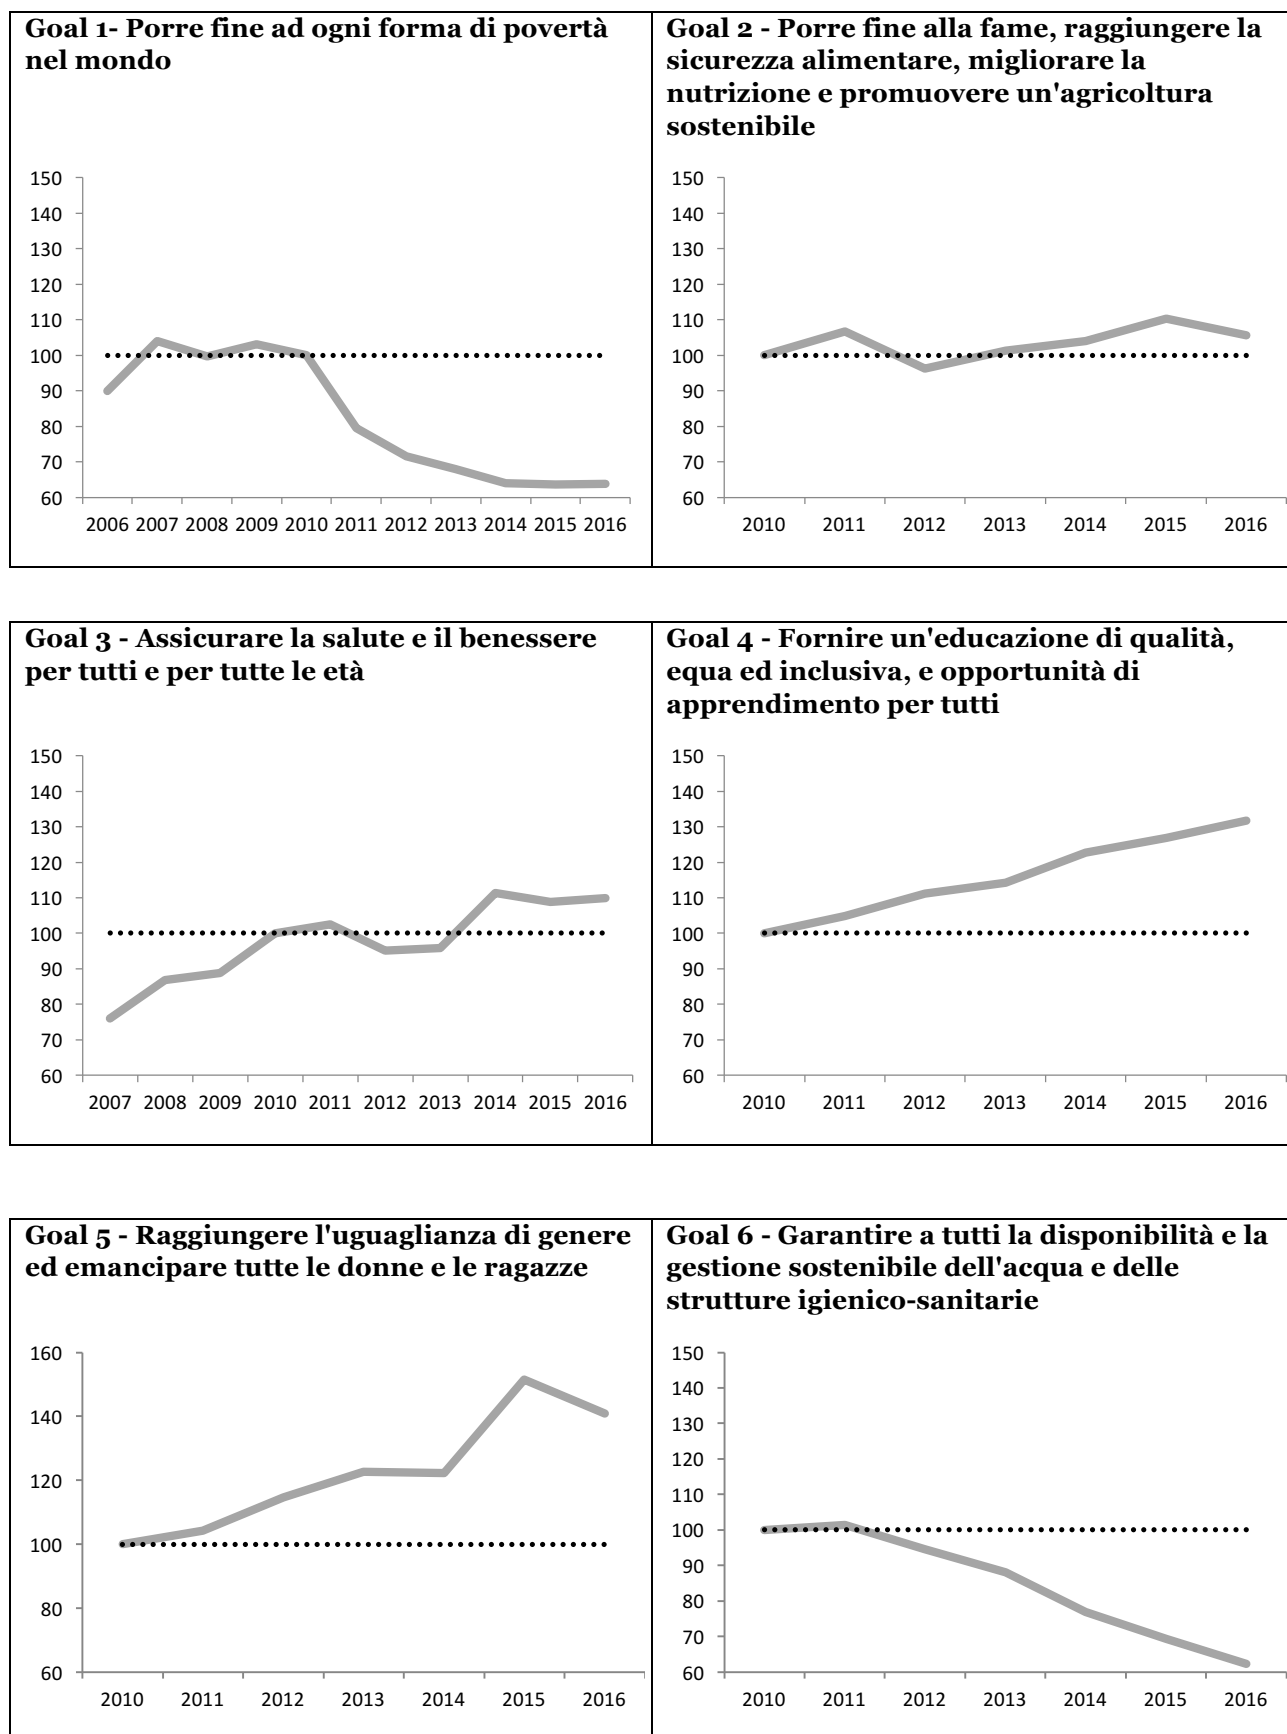 Goal 1- Porre fine ad ogni forma di povertà
nel mondo
150
140
130
120
110
100
90
80
70
60
2006 2007 2008 2009 2010 2011 2012 2013 2014 2015 2016
Goal 2 - Porre fine alla fame, raggiungere la
sicurezza alimentare, migliorare la
nutrizione e promuovere un'agricoltura
sostenibile
150
140
130
120
110
100
90
80
70
60
2010 2011 2012 2013 2014 2015 2016
Goal 3 - Assicurare la salute e il benessere
per tutti e per tutte le età
150
140
130
120
110
100
90
80
70
60
2007 2008 2009 2010 2011 2012 2013 2014 2015 2016
Goal 4 - Fornire un'educazione di qualità,
equa ed inclusiva, e opportunità di
apprendimento per tutti
150
140
130
120
110
100
90
80
70
60
2010 2011 2012 2013 2014 2015 2016
Goal 5 - Raggiungere l'uguaglianza di genere
ed emancipare tutte le donne e le ragazze
160
140
120
100
80
60
2010 2011 2012 2013 2014 2015 2016
Goal 6 - Garantire a tutti la disponibilità e la
gestione sostenibile dell'acqua e delle
strutture igienico-sanitarie
150
140
130
120
110
100
90
80
70
60
2010 2011 2012 2013 2014 2015 2016